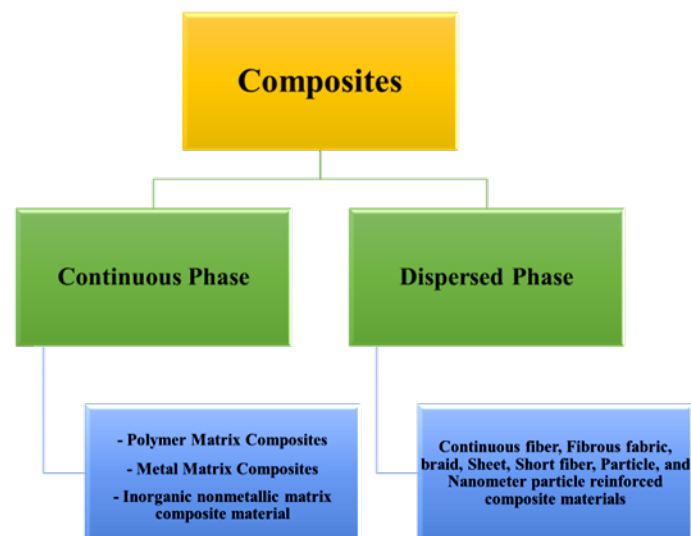 Composites
Continuous Phase
Dispersed Phase
- Polymer Matrix Composites
- Metal Matrix Composites
- Inorganic nonmetallic matrix
composite material
Continuous fiber, Fibrous fabric,
braid, Sheet, Short fiber, Particle, and
Nanometer particle reinforced
composite materials